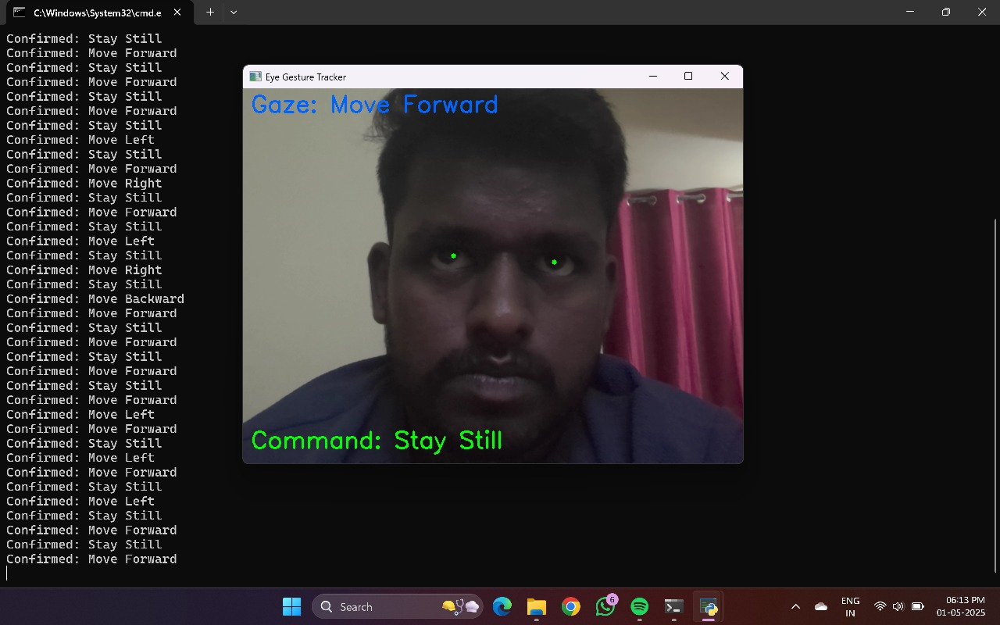 C:\Windows\System32\cmd.e
Confirmed: Stay Still
Confirmed: Move Forward
Confirmed: Stay Still
Confirmed: Move Forward
Confirmed: Stay Still
Confirmed: Move Forward
Confirmed: Stay Still
Confirmed: Move Left
Confirmed: Stay Still
Confirmed: Move Forward
Confirmed: Move Right
Confirmed: Stay Still
Confirmed: Move Forward
Confirmed: Stay Still
Confirmed: Move Left
Confirmed: Stay Still
Confirmed: Move Right
Confirmed: Stay Still
Confirmed: Move Backward
Confirmed: Move Forward
Confirmed: Stay Still
Confirmed: Move Forward
Confirmed: Stay Still
Confirmed: Move Forward
Confirmed: Stay Still
Confirmed: Move Forward
Confirmed: Move Left
Confirmed: Move Forward
Confirmed: Stay Still
Confirmed: Move Left
Confirmed: Move Forward
Confirmed: Stay Still
Confirmed: Move Left
Confirmed: Stay Still
Confirmed: Move Forward
Confirmed: Stay Still
Confirmed: Move Forward
Eye Gesture Tracker
Gaze: Move Forward
Command: Stay Still
Search
6
ENG
IN
06:13 PM
01-05-2025